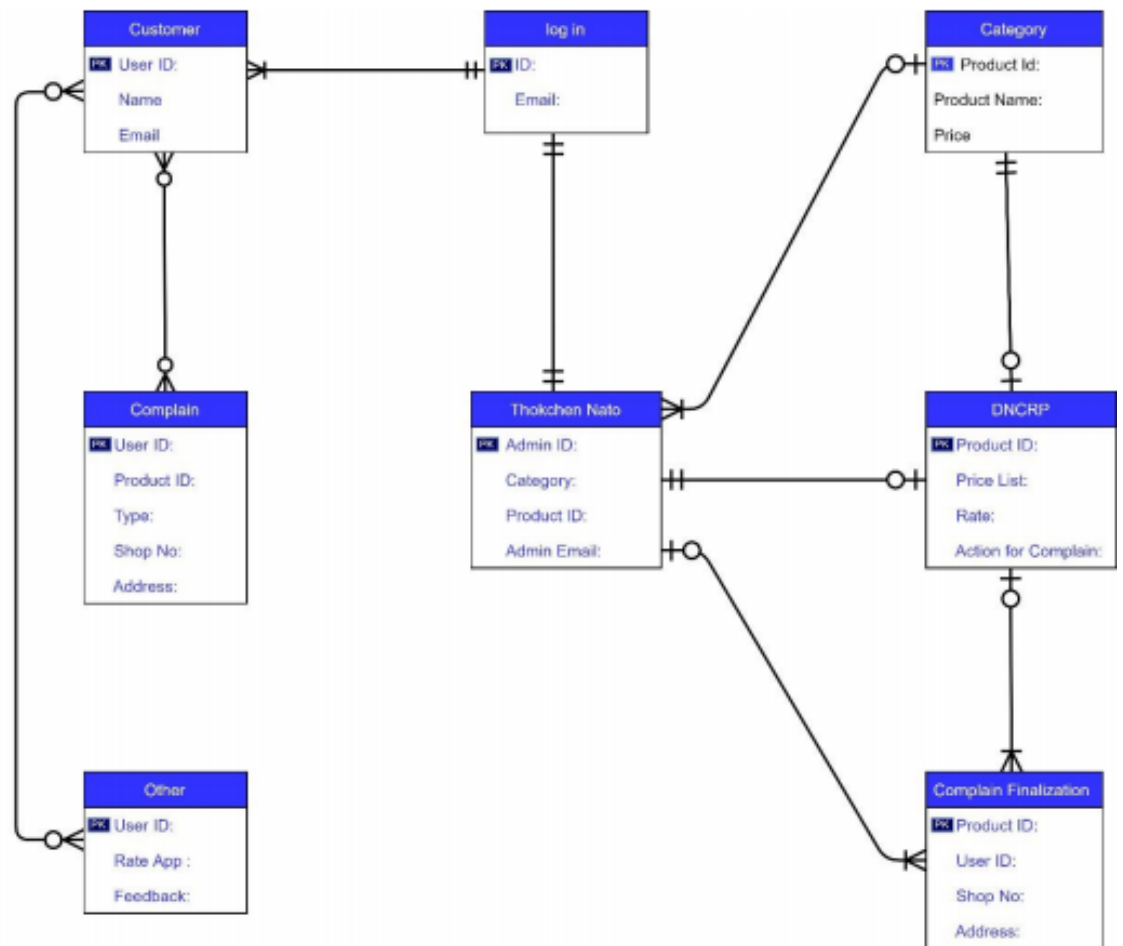 Customer
PK User ID:
Name
Email
log in
PK ID:
Email:
Category
PK Product Id:
Product Name:
Price
Complain
PK User ID:
Product ID:
Type:
Shop No:
Address:
Thokchen Nato
PK Admin ID:
Category:
Product ID:
Admin Email:
DNCRP
PK Product ID:
Price List:
Rate:
Action for Complain:
Other
PK User ID:
Rate App :
Feedback:
Complain Finalization
PK Product ID:
User ID:
Shop No:
Address: